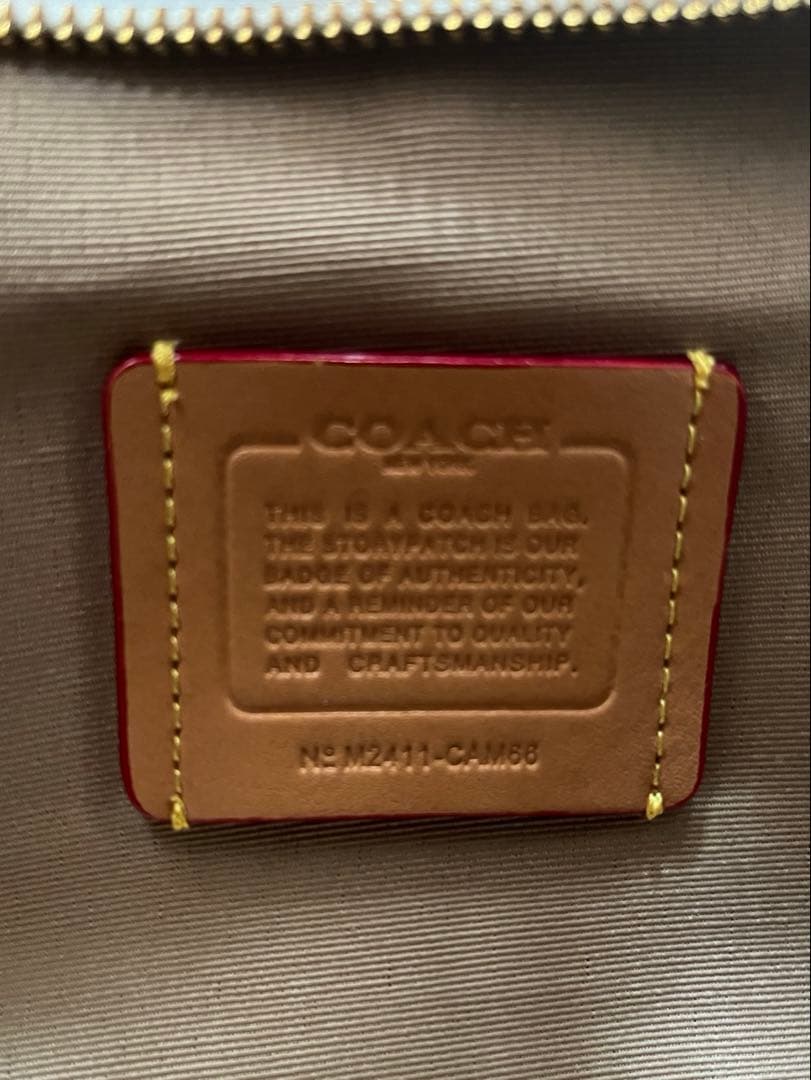 COACH
NEW YORK
THIS IS A COACH BAG.
THE STORYPATCH IS OUR
BADGE OF AUTHENTICITY,
AND A REMINDER OF OUR
COMMITMENT TO QUALITY
AND CRAFTSMANSHIP.
Nº M2411-CAM66